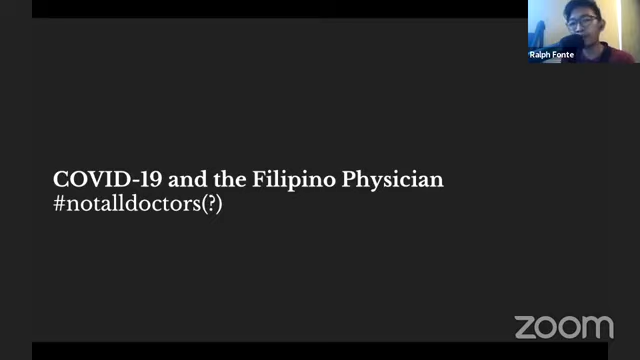 Ralph Fonte
COVID-19 and the Filipino Physician
#notalldoctors(?)
zoom